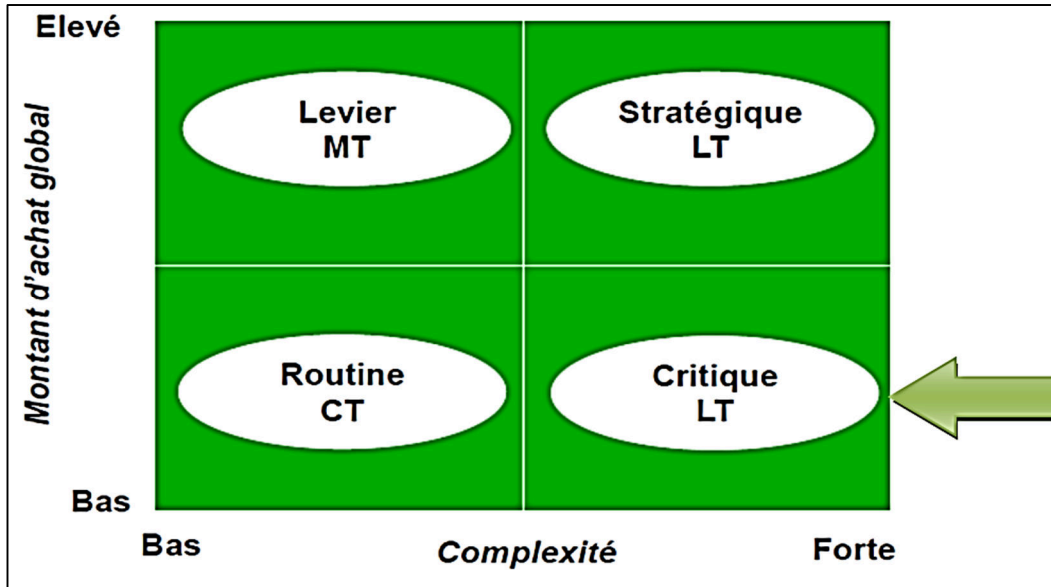 Elevé
Montant d'achat global
Levier
MT
Stratégique
LT
Routine
CT
Critique
LT
Bas
Bas
Complexité
Forte